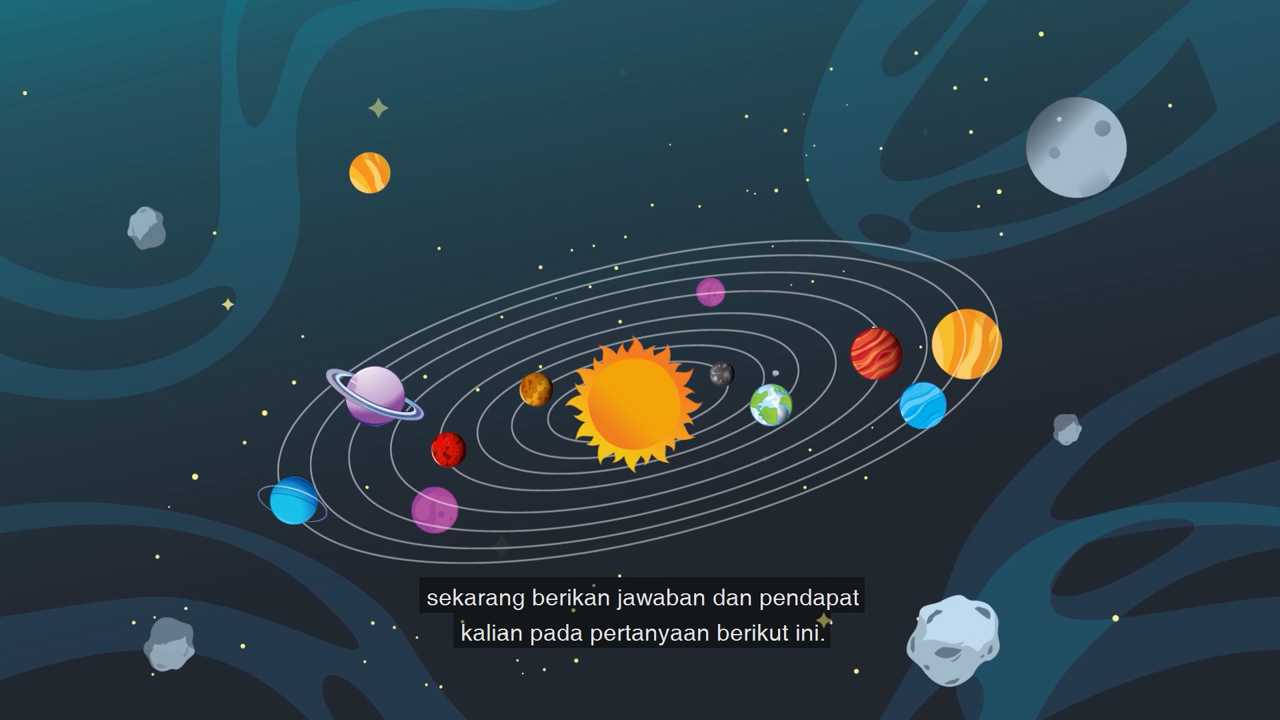 sekarang berikan jawaban dan pendapat
kalian pada pertanyaan berikut ini.